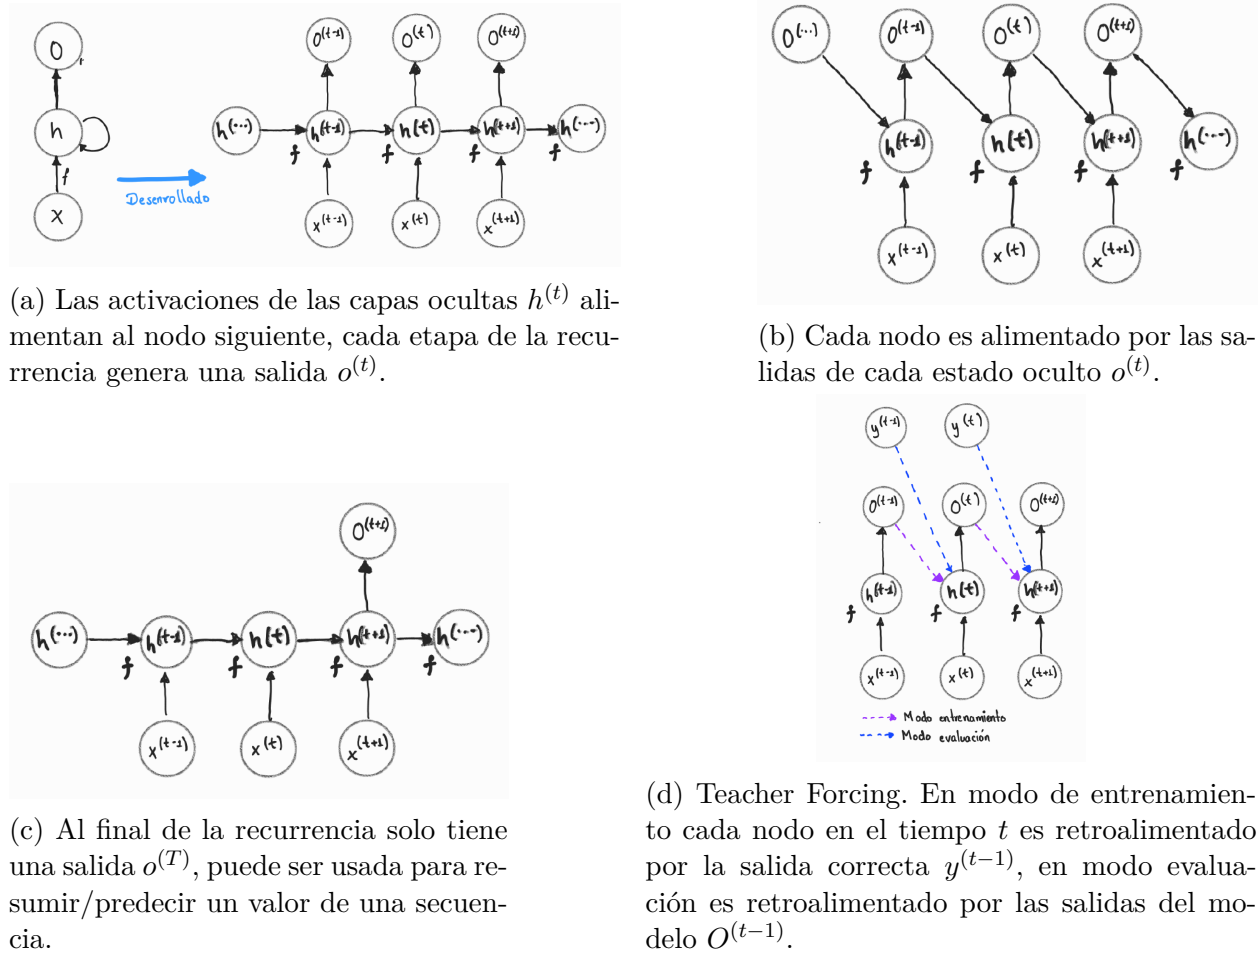 O
h
f
x
Desenrollado
O^(t-1) O^(t) O^(t+1)
h^(...) h^(t-1) h(t) h^(t+1) h^(...)
f f f f
x^(t-1) x^(t) x^(t+1)
(a) Las activaciones de las capas ocultas h^(t) ali-
mentan al nodo siguiente, cada etapa de la recu-
rrencia genera una salida o^(t).
O^(...) O^(t-1) O^(t) O^(t+1)
h^(t-1) h(t) h^(t+1) h^(...)
f f f f
x^(t-1) x^(t) x^(t+1)
(b) Cada nodo es alimentado por las sa-
lidas de cada estado oculto o^(t).
O^(t+1)
h^(...) h^(t-1) h(t) h^(t+1) h^(...)
f f f f
x^(t-1) x^(t) x^(t+1)
(c) Al final de la recurrencia solo tiene
una salida o^(T), puede ser usada para re-
sumir/predecir un valor de una secuen-
cia.
y^(t-1) y^(t)
O^(t-1) O^(t) O^(t+1)
h^(t-1) h(t) h^(t+1)
f f f
x^(t-1) x^(t) x^(t+1)
Modo entrenamiento
Modo evaluación
(d) Teacher Forcing. En modo de entrenamien-
to cada nodo en el tiempo t es retroalimentado
por la salida correcta y^(t−1), en modo evalua-
ción es retroalimentado por las salidas del mo-
delo O^(t−1).